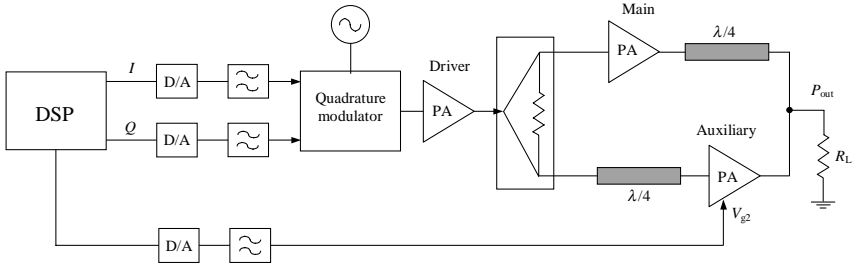 Main
λ/4
PA
Driver
I
D/A
Quadrature
modulator
PA
P_out
DSP
Q
D/A
Auxiliary
PA
R_L
λ/4
V_g2
D/A